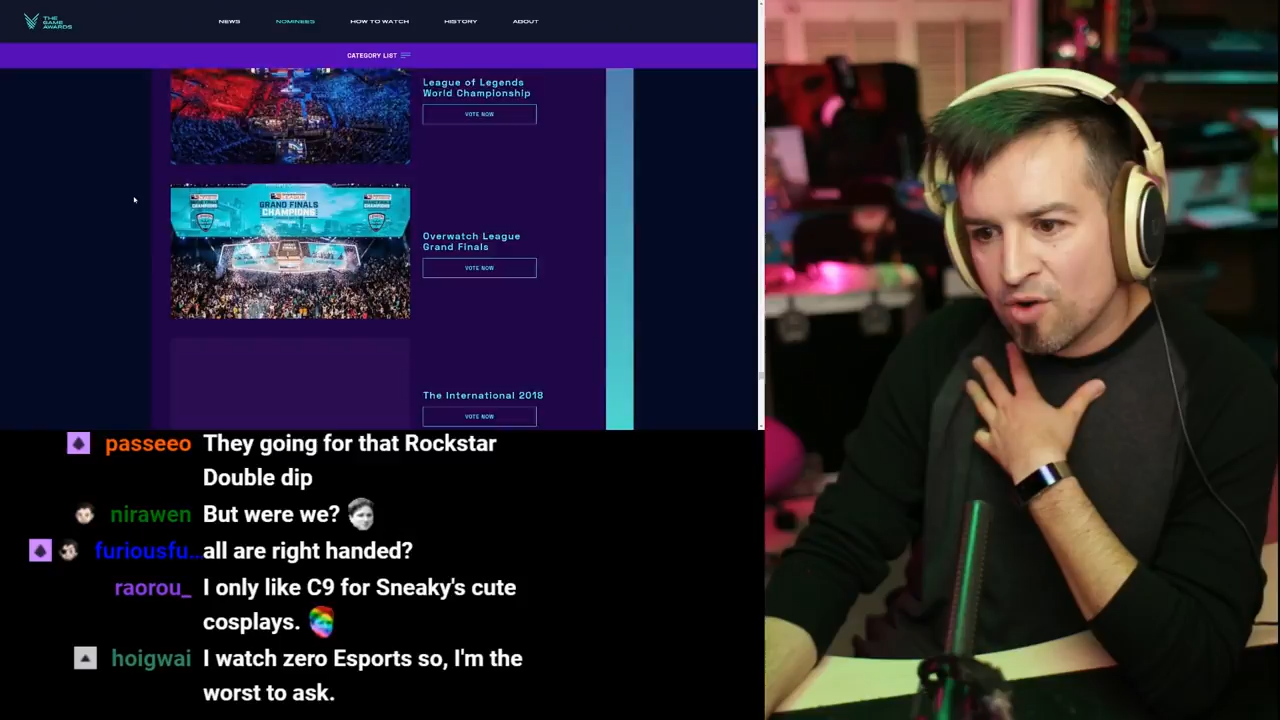 THE
GAME
AWARDS
NEWS
NOMINEES
HOW TO WATCH
HISTORY
ABOUT
CATEGORY LIST
League of Legends
World Championship
VOTE NOW
GRAND FINALS
CHAMPIONS
Overwatch League
Grand Finals
VOTE NOW
The International 2018
VOTE NOW
passeeo They going for that Rockstar
Double dip
nirawen But were we?
furiousfu... all are right handed?
raorou_ I only like C9 for Sneaky's cute
cosplays.
hoigwai I watch zero Esports so, I'm the
worst to ask.